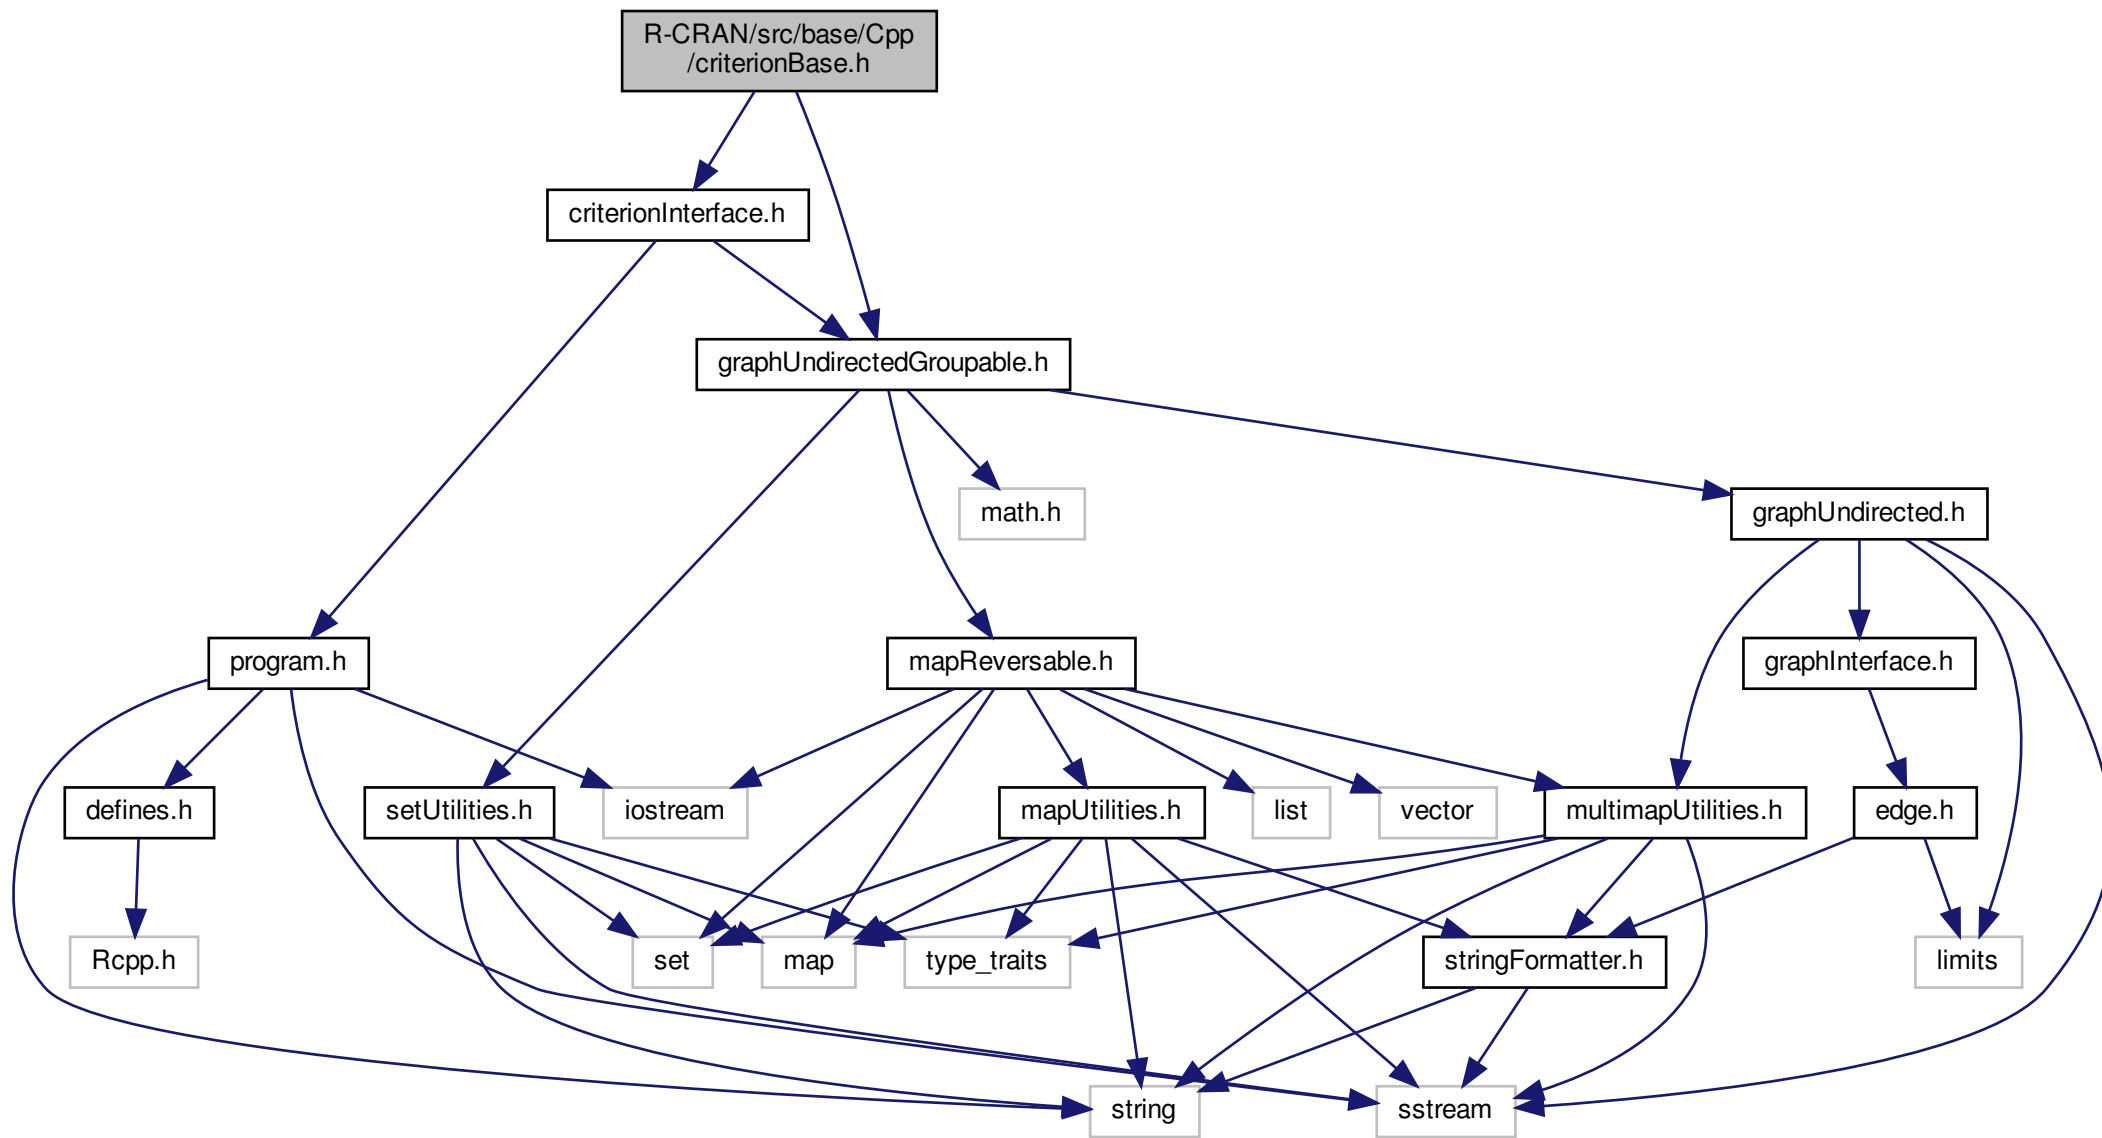 R-CRAN/src/base/Cpp
/criterionBase.h
criterionInterface.h
graphUndirectedGroupable.h
math.h
graphUndirected.h
program.h
mapReversable.h
graphInterface.h
defines.h
setUtilities.h
iostream
mapUtilities.h
list
vector
multimapUtilities.h
edge.h
Rcpp.h
set
map
type_traits
stringFormatter.h
limits
string
sstream